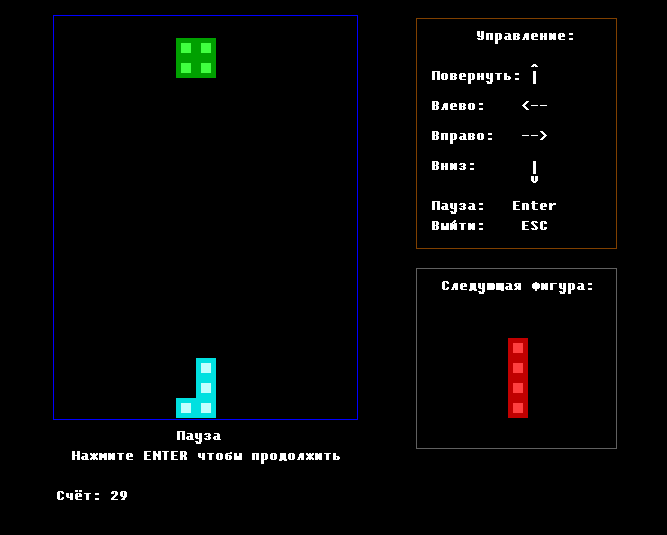 Управление:
Повернуть: ^
|
Влево: <--
Вправо: -->
Вниз: |
v
Пауза: Enter
Выйти: ESC
Следующая фигура:
Пауза
Нажмите ENTER чтобы продолжить
Счёт: 29